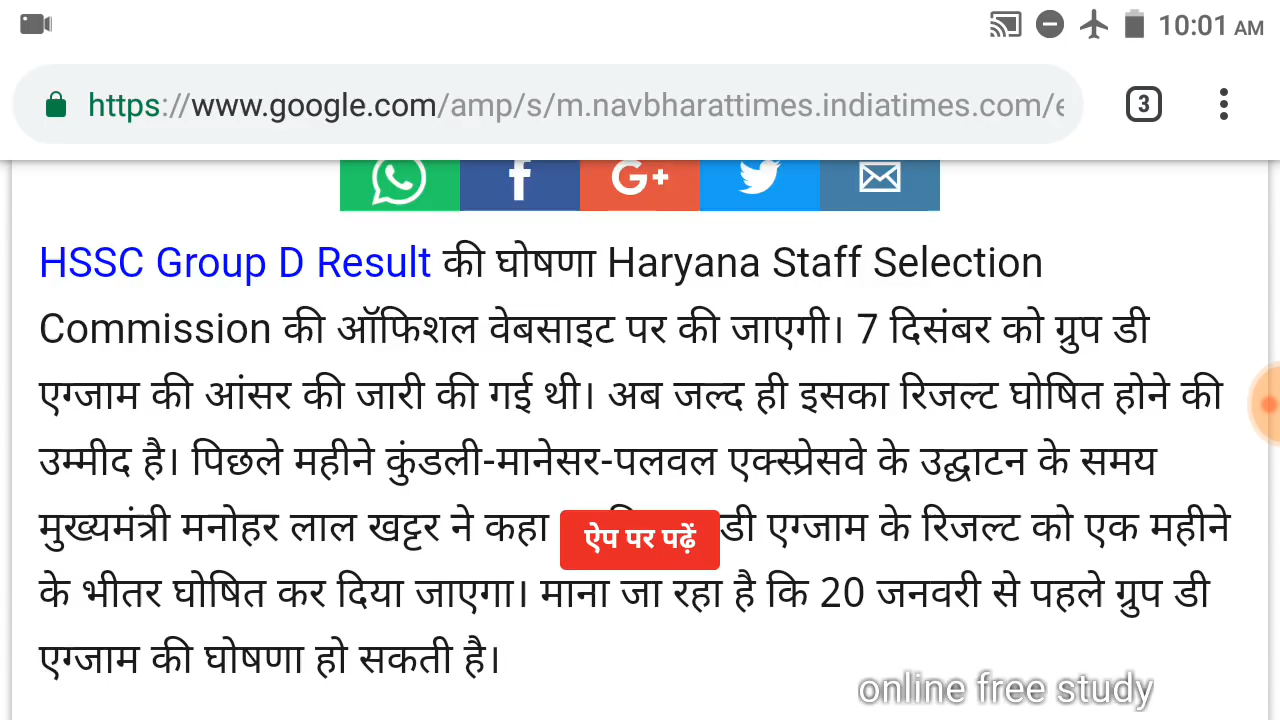 10:01 AM
https://www.google.com/amp/s/m.navbharattimes.indiatimes.com/e
3
G+
HSSC Group D Result की घोषणा Haryana Staff Selection
Commission की ऑफिशल वेबसाइट पर की जाएगी। 7 दिसंबर को ग्रुप डी
एग्जाम की आंसर की जारी की गई थी। अब जल्द ही इसका रिजल्ट घोषित होने की
उम्मीद है। पिछले महीने कुंडली-मानेसर-पलवल एक्स्प्रेसवे के उद्घाटन के समय
मुख्यमंत्री मनोहर लाल खट्टर ने कहा डी एग्जाम के रिजल्ट को एक महीने
ऐप पर पढ़ें
के भीतर घोषित कर दिया जाएगा। माना जा रहा है कि 20 जनवरी से पहले ग्रुप डी
एग्जाम की घोषणा हो सकती है।
online free study